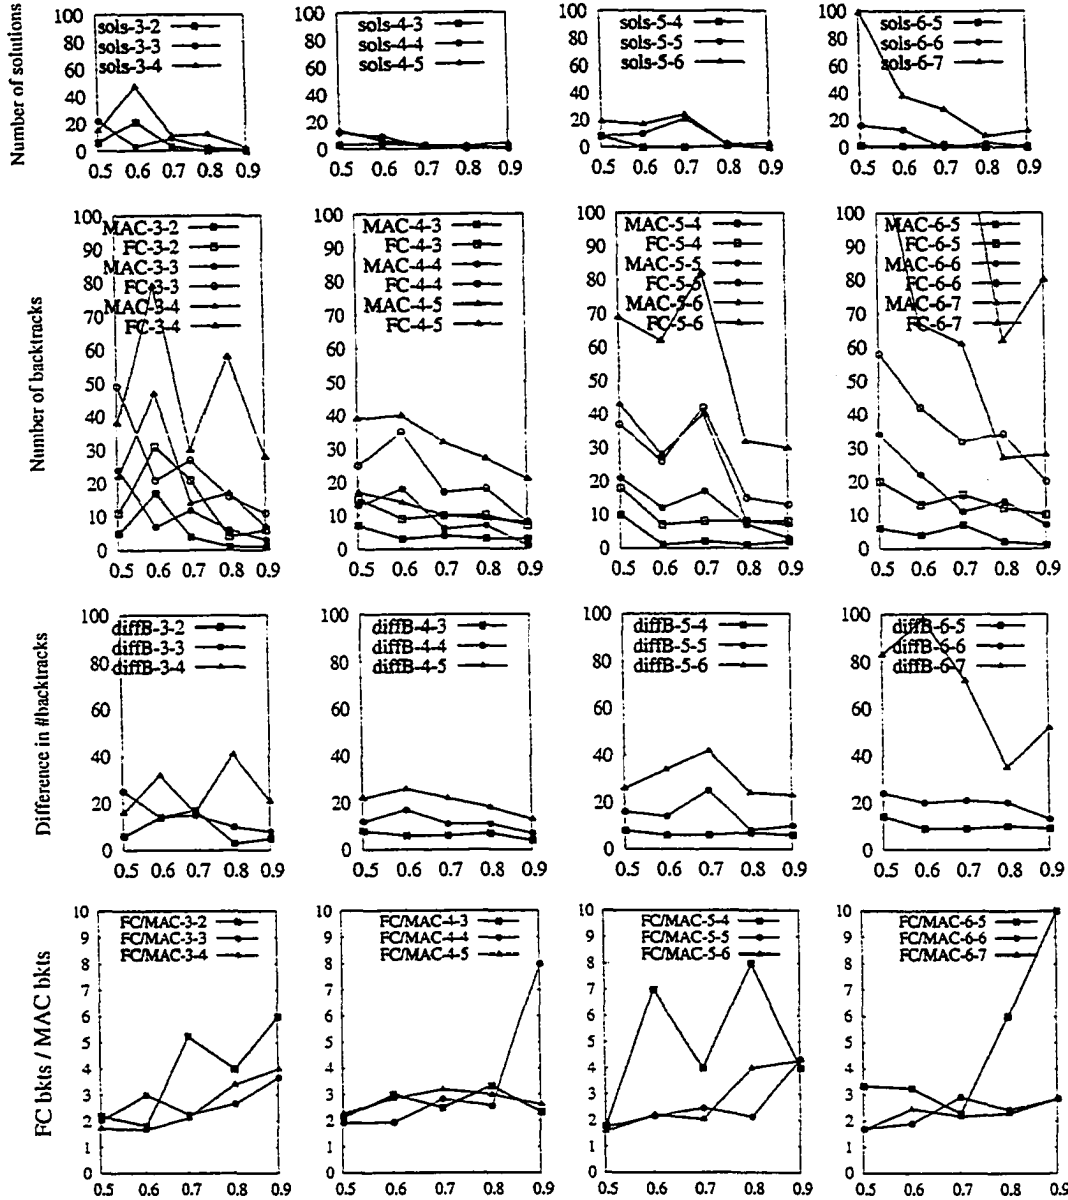 Number of solutions
100
80
60
40
20
0
sols-3-2
sols-3-3
sols-3-4
0.5 0.6 0.7 0.8 0.9
100
80
60
40
20
0
sols-4-3
sols-4-4
sols-4-5
0.5 0.6 0.7 0.8 0.9
100
80
60
40
20
0
sols-5-4
sols-5-5
sols-5-6
0.5 0.6 0.7 0.8 0.9
100
80
60
40
20
0
sols-6-5
sols-6-6
sols-6-7
0.5 0.6 0.7 0.8 0.9
Number of backtracks
100
90
80
70
60
50
40
30
20
10
0
MAC-3-2
FC-3-2
MAC-3-3
FC-3-3
MAC-3-4
FC-3-4
0.5 0.6 0.7 0.8 0.9
100
90
80
70
60
50
40
30
20
10
0
MAC-4-3
FC-4-3
MAC-4-4
FC-4-4
MAC-4-5
FC-4-5
0.5 0.6 0.7 0.8 0.9
100
90
80
70
60
50
40
30
20
10
0
MAC-5-4
FC-5-4
MAC-5-5
FC-5-5
MAC-5-6
FC-5-6
0.5 0.6 0.7 0.8 0.9
100
90
80
70
60
50
40
30
20
10
0
MAC-6-5
FC-6-5
MAC-6-6
FC-6-6
MAC-6-7
FC-6-7
0.5 0.6 0.7 0.8 0.9
Difference in #backtracks
100
80
60
40
20
0
diffB-3-2
diffB-3-3
diffB-3-4
0.5 0.6 0.7 0.8 0.9
100
80
60
40
20
0
diffB-4-3
diffB-4-4
diffB-4-5
0.5 0.6 0.7 0.8 0.9
100
80
60
40
20
0
diffB-5-4
diffB-5-5
diffB-5-6
0.5 0.6 0.7 0.8 0.9
100
80
60
40
20
0
diffB-6-5
diffB-6-6
diffB-6-7
0.5 0.6 0.7 0.8 0.9
FC bkts / MAC bkts
10
9
8
7
6
5
4
3
2
1
0
FC/MAC-3-2
FC/MAC-3-3
FC/MAC-3-4
0.5 0.6 0.7 0.8 0.9
10
9
8
7
6
5
4
3
2
1
0
FC/MAC-4-3
FC/MAC-4-4
FC/MAC-4-5
0.5 0.6 0.7 0.8 0.9
10
9
8
7
6
5
4
3
2
1
0
FC/MAC-5-4
FC/MAC-5-5
FC/MAC-5-6
0.5 0.6 0.7 0.8 0.9
10
9
8
7
6
5
4
3
2
1
0
FC/MAC-6-5
FC/MAC-6-6
FC/MAC-6-7
0.5 0.6 0.7 0.8 0.9